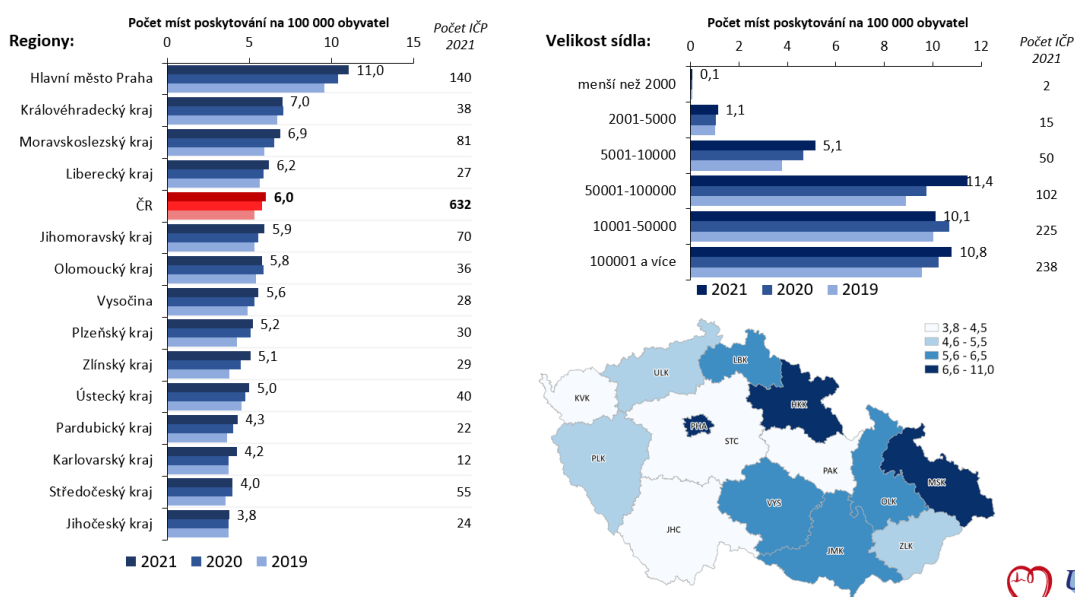 Počet míst poskytování na 100 000 obyvatel
Regiony:
0 5 10 15
Počet IČP
2021
Hlavní město Praha 11,0 140
Královéhradecký kraj 7,0 38
Moravskoslezský kraj 6,9 81
Liberecký kraj 6,2 27
ČR 6,0 632
Jihomoravský kraj 5,9 70
Olomoucký kraj 5,8 36
Vysočina 5,6 28
Plzeňský kraj 5,2 30
Zlínský kraj 5,1 29
Ústecký kraj 5,0 40
Pardubický kraj 4,3 22
Karlovarský kraj 4,2 12
Středočeský kraj 4,0 55
Jihočeský kraj 3,8 24
2021 2020 2019
Počet míst poskytování na 100 000 obyvatel
Velikost sídla:
0 2 4 6 8 10 12
Počet IČP
2021
menší než 2000 0,1 2
2001-5000 1,1 15
5001-10000 5,1 50
50001-100000 11,4 102
10001-50000 10,1 225
100001 a více 10,8 238
2021 2020 2019
3,8 - 4,5
4,6 - 5,5
5,6 - 6,5
6,6 - 11,0
LBK
ULK
KVK
HKK
PHA
STC
PLK
PAK
MSK
VYS
OLK
JHC
ZLK
JMK